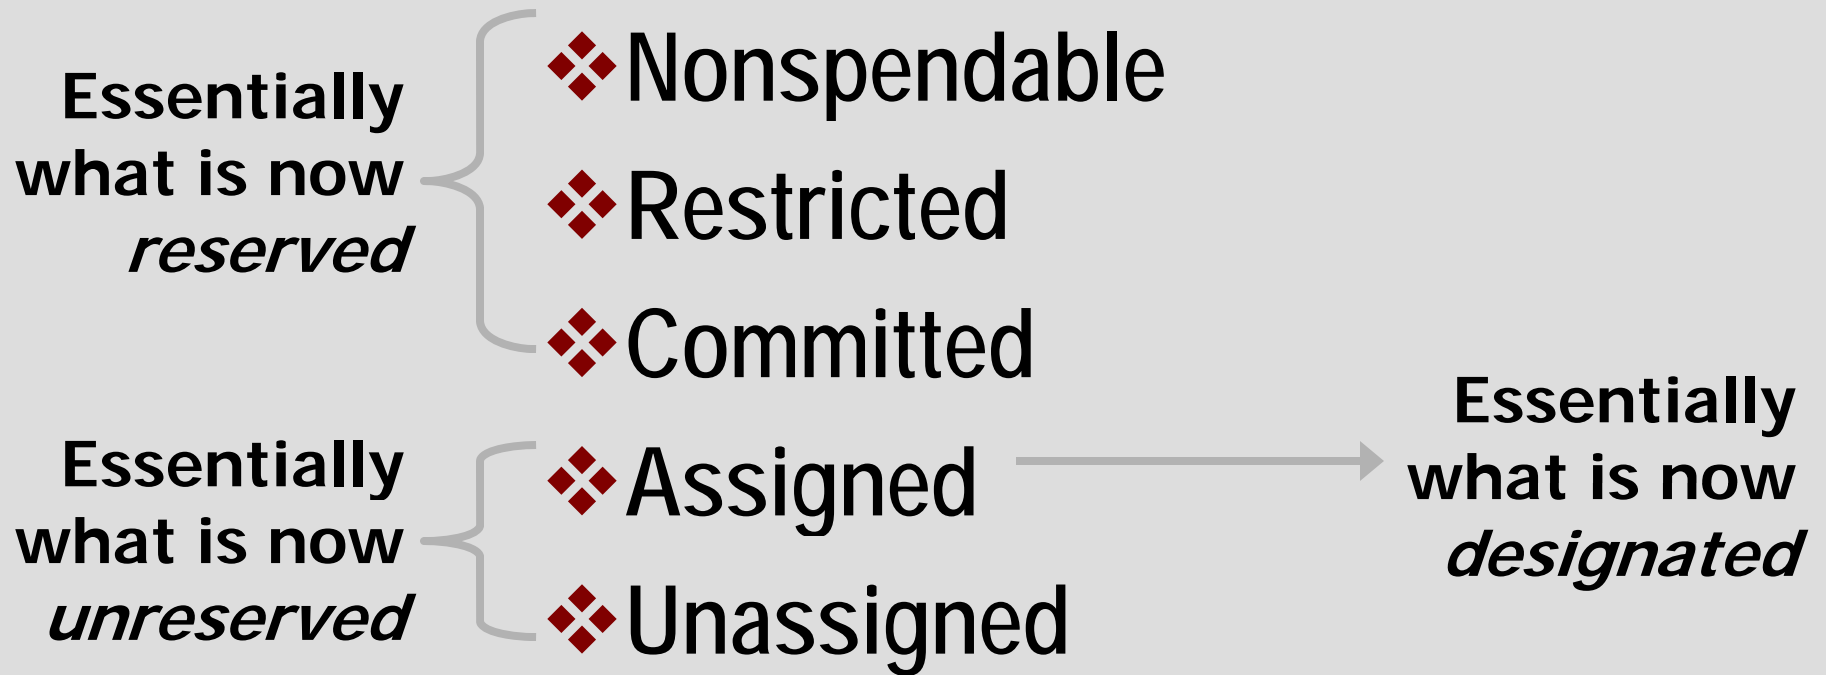 Essentially
what is now
reserved
❖Nonspendable
❖Restricted
❖Committed
Essentially
what is now
unreserved
❖Assigned
❖Unassigned
Essentially
what is now
designated